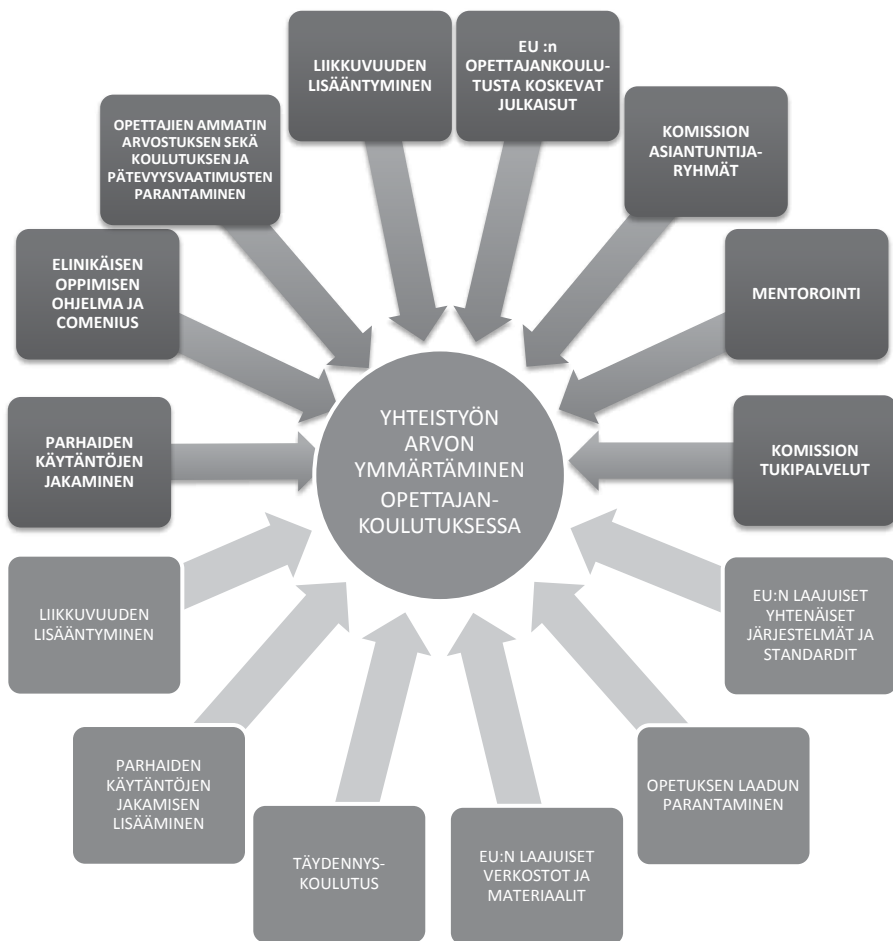 LIIKKUVUUDEN
LISÄÄNTYMINEN
EU :n
OPETTAJANKOULU-
TUSTA KOSKEVAT
JULKAISUT
OPETTAJIEN AMMATIN
ARVOSTUKSEN SEKÄ
KOULUTUKSEN JA
PÄTEVYYSVAATIMUSTEN
PARANTAMINEN
KOMISSION
ASIANTUNTIJA-
RYHMÄT
ELINIKÄISEN
OPPIMISEN
OHJELMA JA
COMENIUS
MENTOROINTI
PARHAIDEN
KÄYTÄNTÖJEN
JAKAMINEN
YHTEISTYÖN
ARVON
YMMÄRTÄMINEN
OPETTAJAN-
KOULUTUKSESSA
KOMISSION
TUKIPALVELUT
LIIKKUVUUDEN
LISÄÄNTYMINEN
EU:N LAAJUISET
YHTENÄISET
JÄRJESTELMÄT JA
STANDARDIT
PARHAIDEN
KÄYTÄNTÖJEN
JAKAMISEN
LISÄÄMINEN
OPETUKSEN LAADUN
PARANTAMINEN
TÄYDENNYS-
KOULUTUS
EU:N LAAJUISET
VERKOSTOT JA
MATERIAALIT